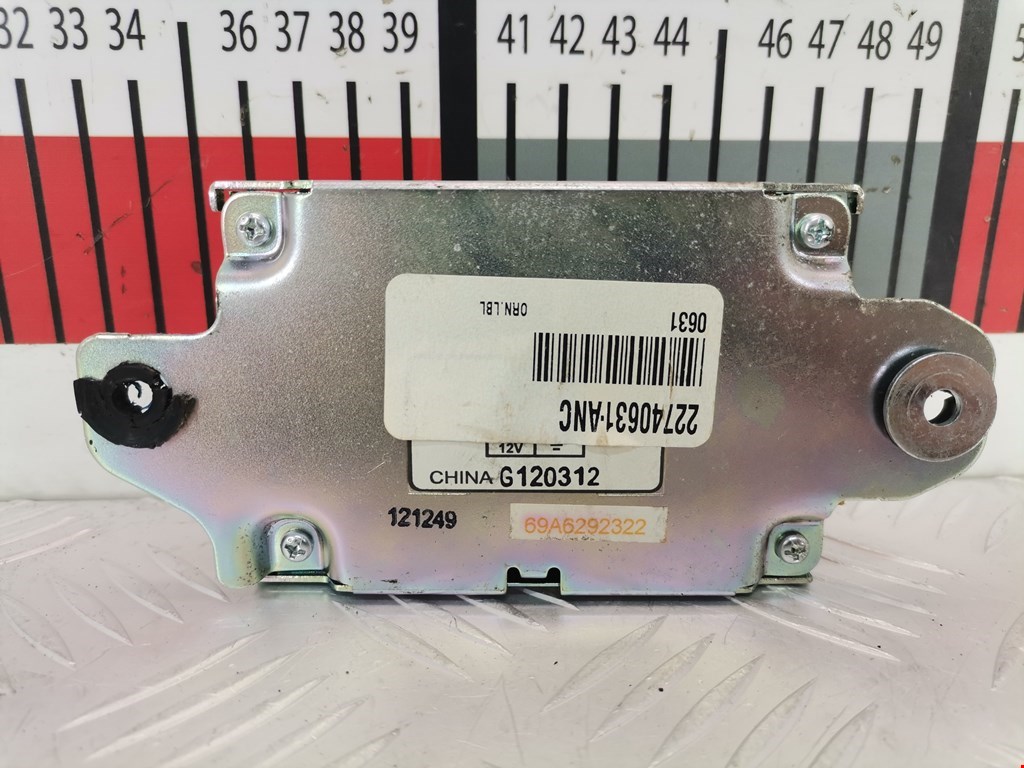 32 33 34 36 37 38 39 41 42 43 44 46 47 48 49
ORN.LBL
0631
22740631-ANC
12V =
CHINA G120312
121249
69A6292322